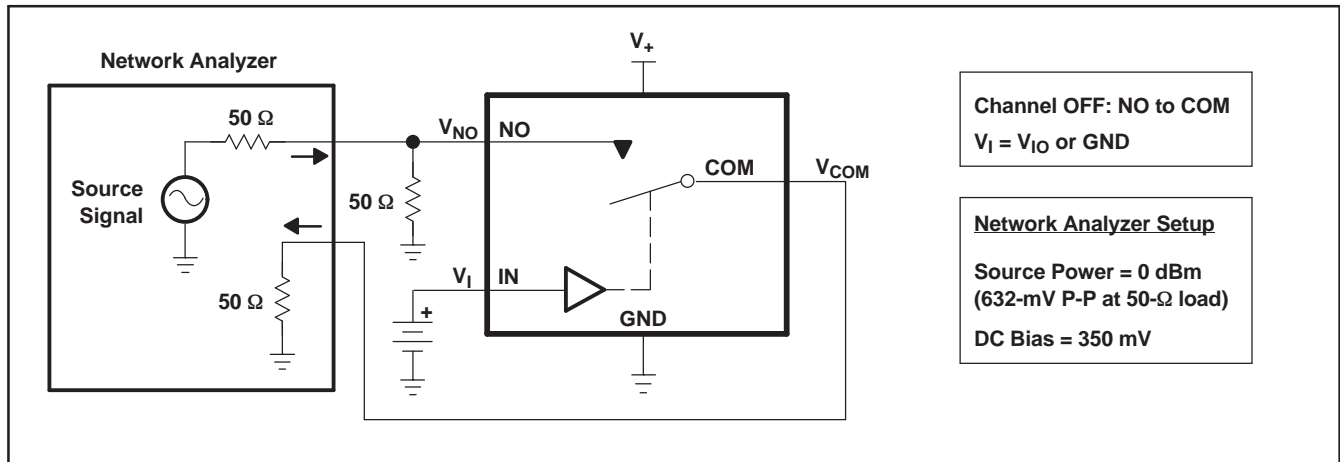 Network Analyzer
50 Ω
Source
Signal
50 Ω
VNO
NO
50 Ω
V+
COM
VCOM
VI
IN
+
GND
Channel OFF: NO to COM
VI = VIO or GND
Network Analyzer Setup
Source Power = 0 dBm
(632-mV P-P at 50-Ω load)
DC Bias = 350 mV